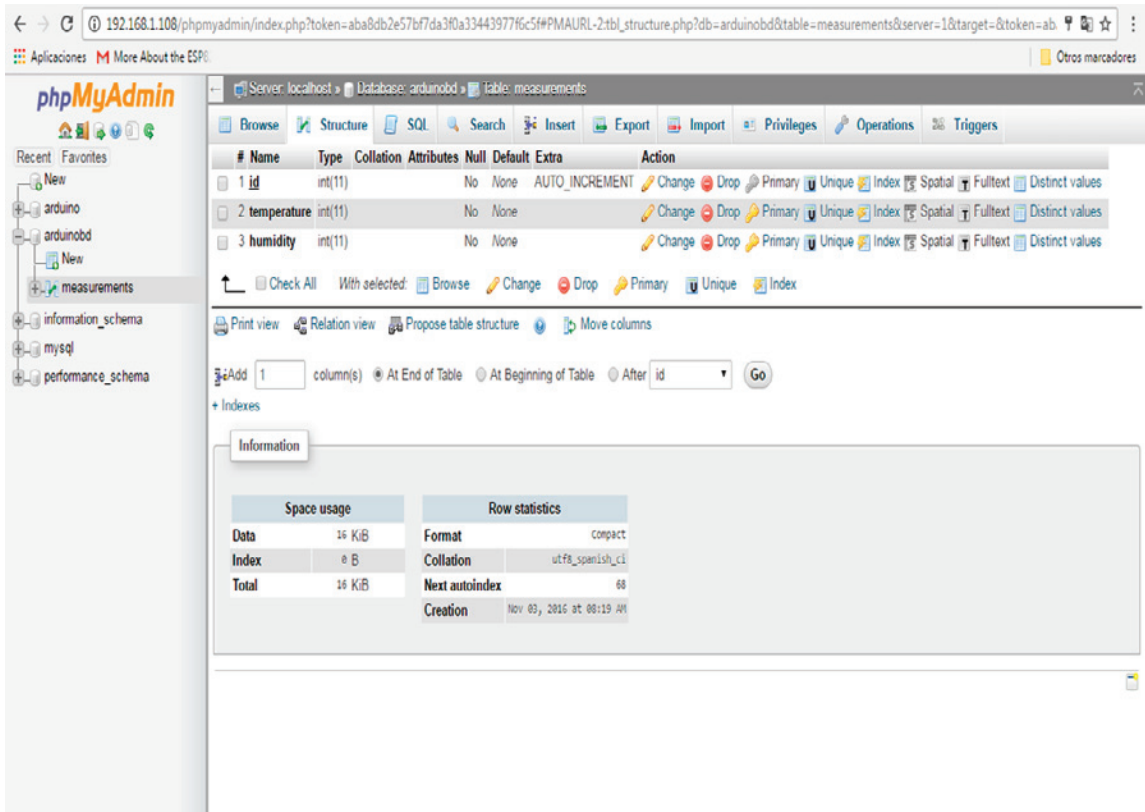 192.168.1.108/phpmyadmin/index.php?token=aba8db2e57bf7da3f0a33443977f6c5f#PMAURL-2:tbl_structure.php?db=arduinobd&table=measurements&server=1&target=&token=ab
Aplicaciones More About the ESP8
Otros marcadores
phpMyAdmin
Recent Favorites
New
arduino
arduinobd
New
measurements
information_schema
mysql
performance_schema
Server: localhost » Database: arduinobd » Table: measurements
Browse Structure SQL Search Insert Export Import Privileges Operations Triggers
# Name Type Collation Attributes Null Default Extra Action
1 id int(11) No None AUTO_INCREMENT Change Drop Primary Unique Index Spatial Fulltext Distinct values
2 temperature int(11) No None Change Drop Primary Unique Index Spatial Fulltext Distinct values
3 humidity int(11) No None Change Drop Primary Unique Index Spatial Fulltext Distinct values
Check All With selected: Browse Change Drop Primary Unique Index
Print view Relation view Propose table structure Move columns
Add 1 column(s) At End of Table At Beginning of Table After id Go
+ Indexes
Information
Space usage
Data 16 KiB
Index 0 B
Total 16 KiB
Row statistics
Format Compact
Collation utf8_spanish_ci
Next autoindex 68
Creation Nov 03, 2016 at 08:19 AM